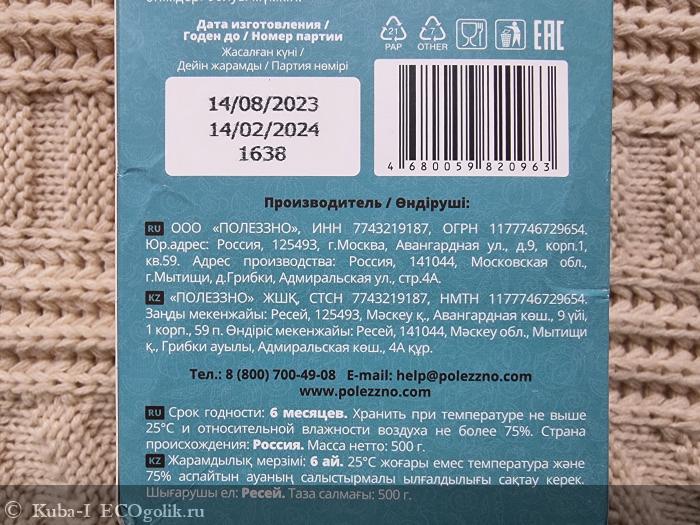 Дата изготовления /
Годен до / Номер партии
Жасалған күні /
Дейін жарамды / Партия нөмірі
21
PAP
7
OTHER
EAC
14/08/2023
14/02/2024
1638
4 680059 820963
Производитель / Өндіруші:
RU ООО «ПОЛЕЗЗНО», ИНН 7743219187, ОГРН 1177746729654.
Юр.адрес: Россия, 125493, г.Москва, Авангардная ул., д.9, корп.1,
кв.59. Адрес производства: Россия, 141044, Московская обл.,
г.Мытищи, д.Грибки, Адмиральская ул., стр.4А.
KZ «ПОЛЕЗЗНО» ЖШҚ, СТСН 7743219187, НМТН 1177746729654.
Заңды мекенжайы: Ресей, 125493, Мәскеу қ., Авангардная көш., 9 үйі,
1 корп., 59 п. Өндіріс мекенжайы: Ресей, 141044, Мәскеу обл., Мытищи
қ., Грибки ауылы, Адмиральская көш., 4А құр.
Тел.: 8 (800) 700-49-08 E-mail: help@polezzno.com
www.polezzno.com
RU Срок годности: 6 месяцев. Хранить при температуре не выше
25°С и относительной влажности воздуха не более 75%. Страна
происхождения: Россия. Масса нетто: 500 г.
KZ Жарамдылық мерзімі: 6 ай. 25°С жоғары емес температура және
75% аспайтын ауаның салыстырмалы ылғалдылығы сақтау керек.
Шығарушы ел: Ресей. Таза салмағы: 500 г.
© Kuba-I ECOgolik.ru